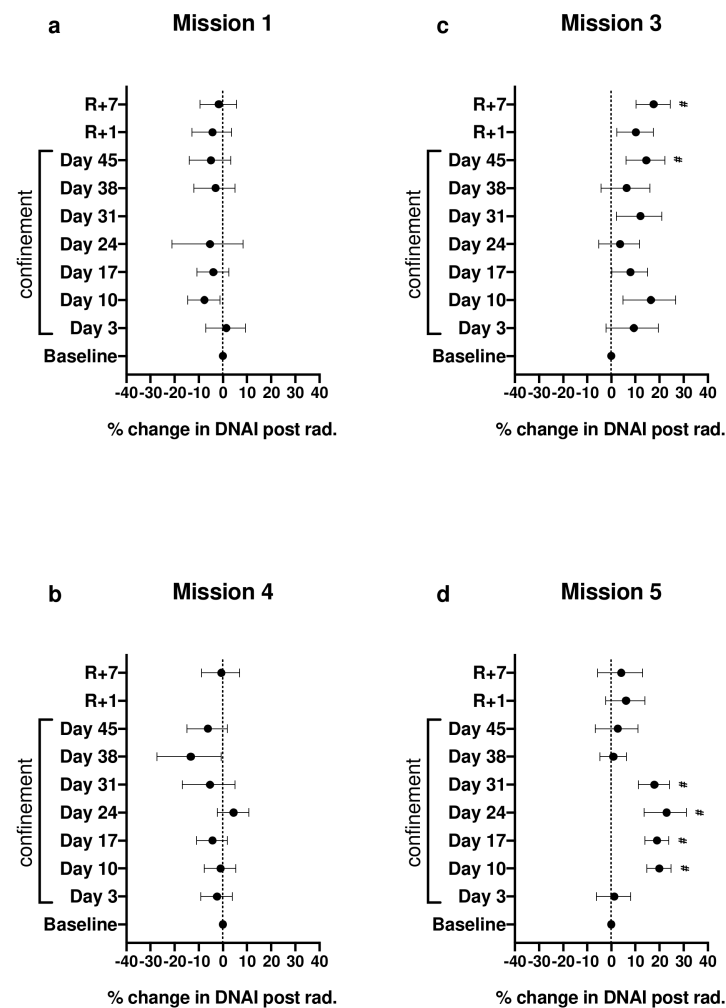 a Mission 1
R+7
R+1
Day 45
Day 38
Day 31
Day 24
Day 17
Day 10
Day 3
Baseline
confinement
-40 -30 -20 -10 0 10 20 30 40
% change in DNAI post rad.
c Mission 3
R+7 #
R+1
Day 45 #
Day 38
Day 31
Day 24
Day 17
Day 10
Day 3
Baseline
confinement
-40 -30 -20 -10 0 10 20 30 40
% change in DNAI post rad.
b Mission 4
R+7
R+1
Day 45
Day 38
Day 31
Day 24
Day 17
Day 10
Day 3
Baseline
confinement
-40 -30 -20 -10 0 10 20 30 40
% change in DNAI post rad.
d Mission 5
R+7
R+1
Day 45
Day 38
Day 31 #
Day 24 #
Day 17 #
Day 10 #
Day 3
Baseline
confinement
-40 -30 -20 -10 0 10 20 30 40
% change in DNAI post rad.